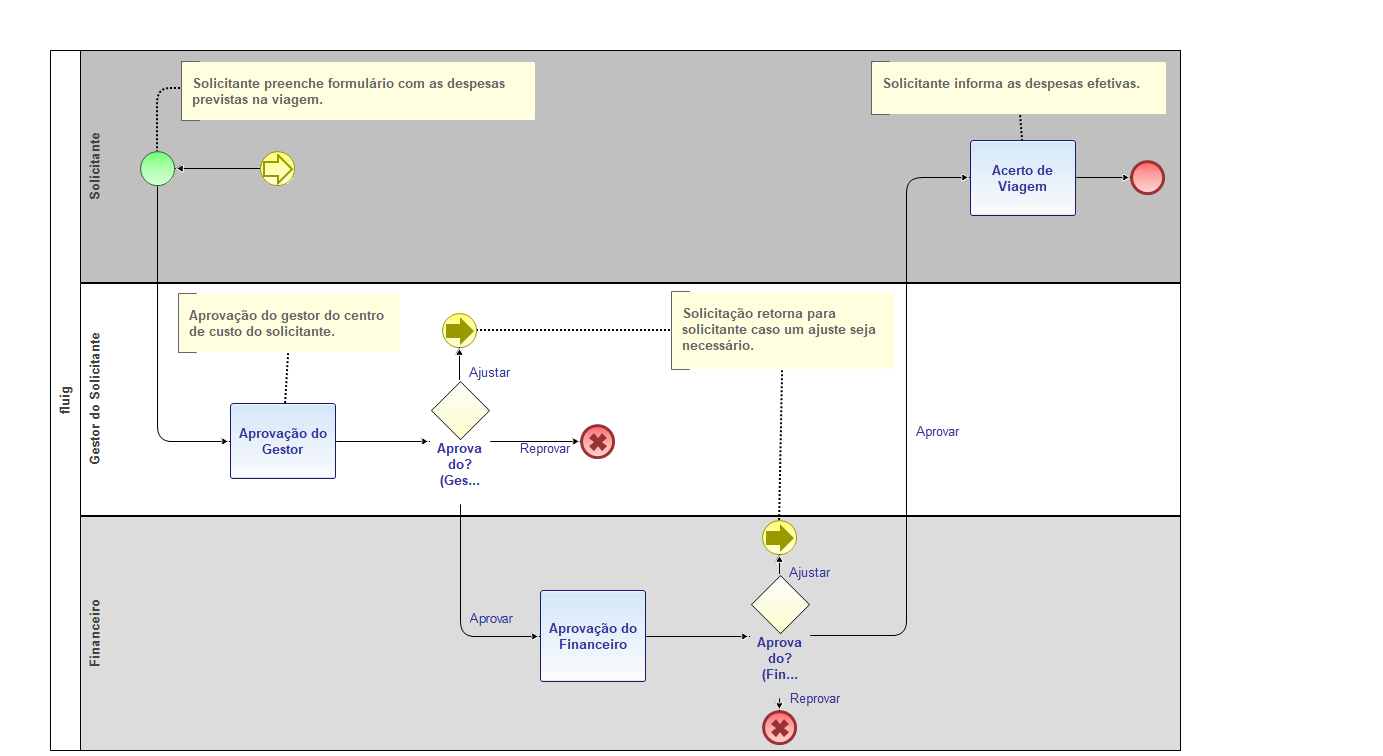 fluig
Solicitante
Solicitante preenche formulário com as despesas
previstas na viagem.
Solicitante informa as despesas efetivas.
Acerto de
Viagem
Gestor do Solicitante
Aprovação do gestor do centro
de custo do solicitante.
Solicitação retorna para
solicitante caso um ajuste seja
necessário.
Ajustar
Aprovação do
Gestor
Aprova
do?
(Ges...
Reprovar
Aprovar
Financeiro
Aprovar
Aprovação do
Financeiro
Ajustar
Aprova
do?
(Fin...
Reprovar